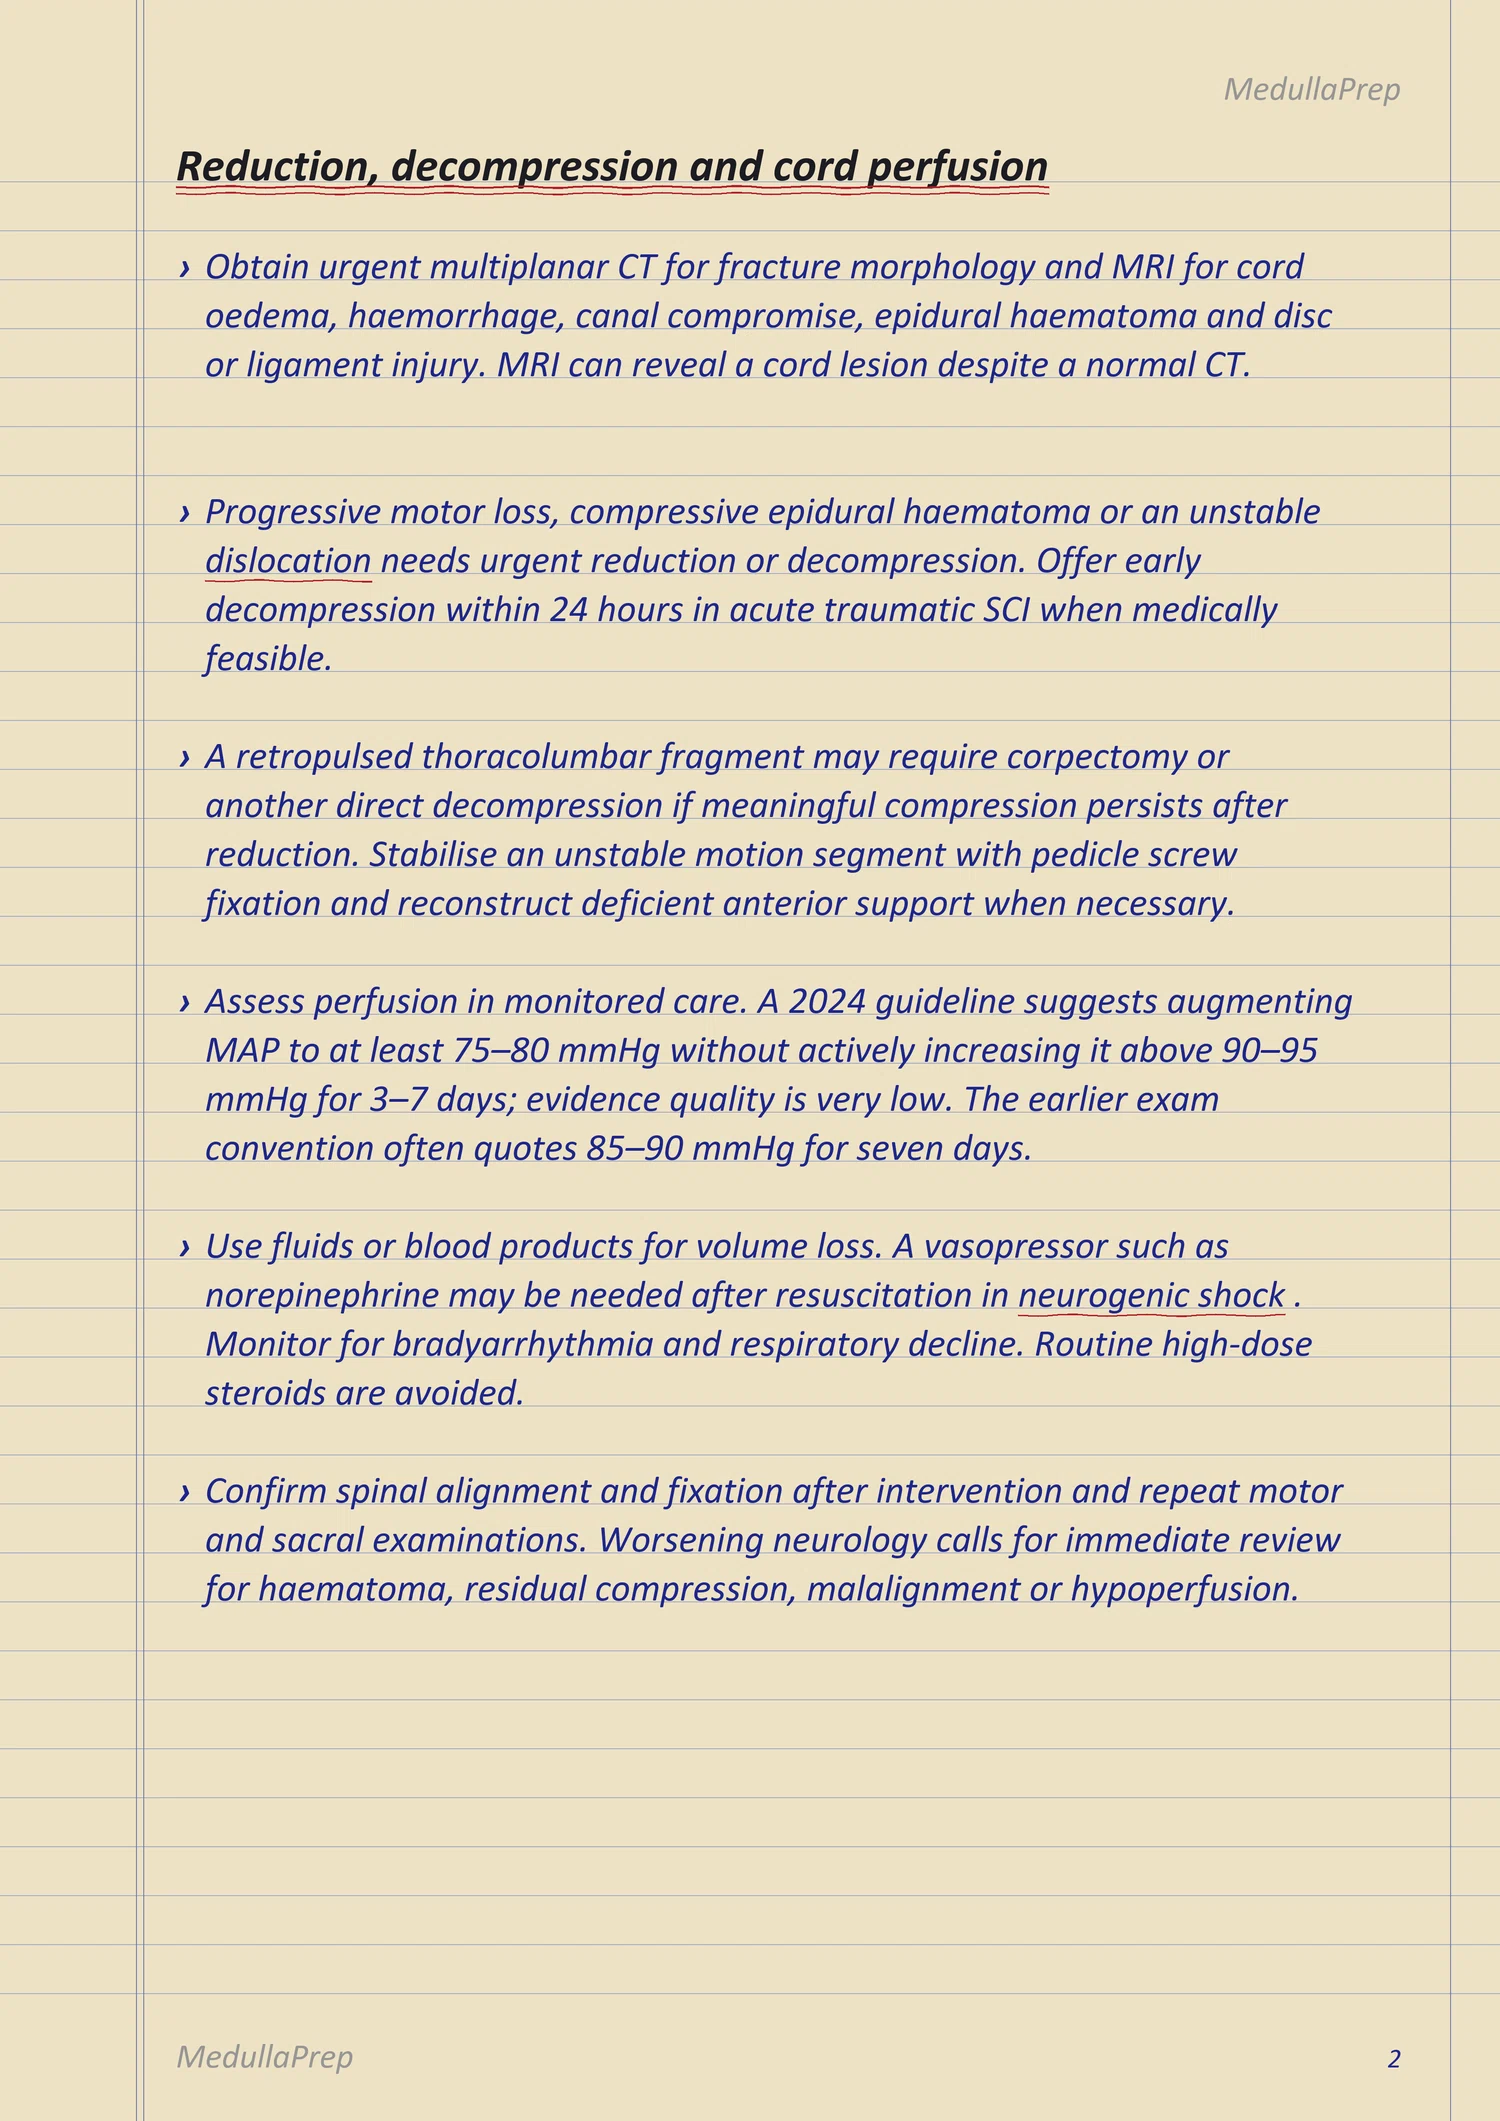 MedullaPrep
Reduction, decompression and cord perfusion
› Obtain urgent multiplanar CT for fracture morphology and MRI for cord
oedema, haemorrhage, canal compromise, epidural haematoma and disc
or ligament injury. MRI can reveal a cord lesion despite a normal CT.
› Progressive motor loss, compressive epidural haematoma or an unstable
dislocation needs urgent reduction or decompression. Offer early
decompression within 24 hours in acute traumatic SCI when medically
feasible.
› A retropulsed thoracolumbar fragment may require corpectomy or
another direct decompression if meaningful compression persists after
reduction. Stabilise an unstable motion segment with pedicle screw
fixation and reconstruct deficient anterior support when necessary.
› Assess perfusion in monitored care. A 2024 guideline suggests augmenting
MAP to at least 75–80 mmHg without actively increasing it above 90–95
mmHg for 3–7 days; evidence quality is very low. The earlier exam
convention often quotes 85–90 mmHg for seven days.
› Use fluids or blood products for volume loss. A vasopressor such as
norepinephrine may be needed after resuscitation in neurogenic shock .
Monitor for bradyarrhythmia and respiratory decline. Routine high-dose
steroids are avoided.
› Confirm spinal alignment and fixation after intervention and repeat motor
and sacral examinations. Worsening neurology calls for immediate review
for haematoma, residual compression, malalignment or hypoperfusion.
MedullaPrep
2